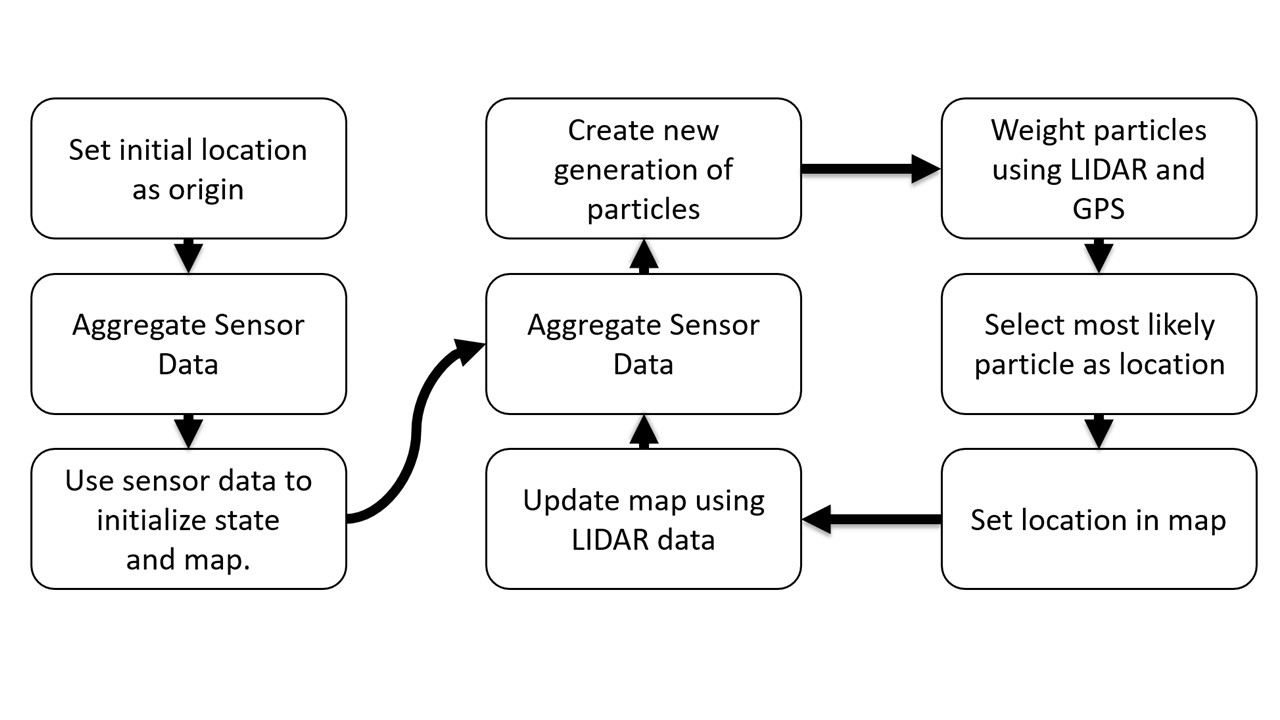 Set initial location
as origin
Aggregate Sensor
Data
Use sensor data to
initialize state
and map.
Create new
generation of
particles
Aggregate Sensor
Data
Update map using
LIDAR data
Weight particles
using LIDAR and
GPS
Select most likely
particle as location
Set location in map